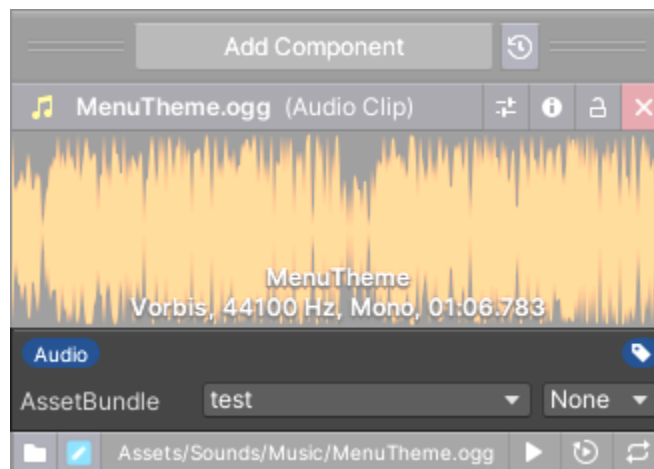 Add Component
MenuTheme.ogg (Audio Clip)
MenuTheme
Vorbis, 44100 Hz, Mono, 01:06.783
Audio
AssetBundle test None
Assets/Sounds/Music/MenuTheme.ogg